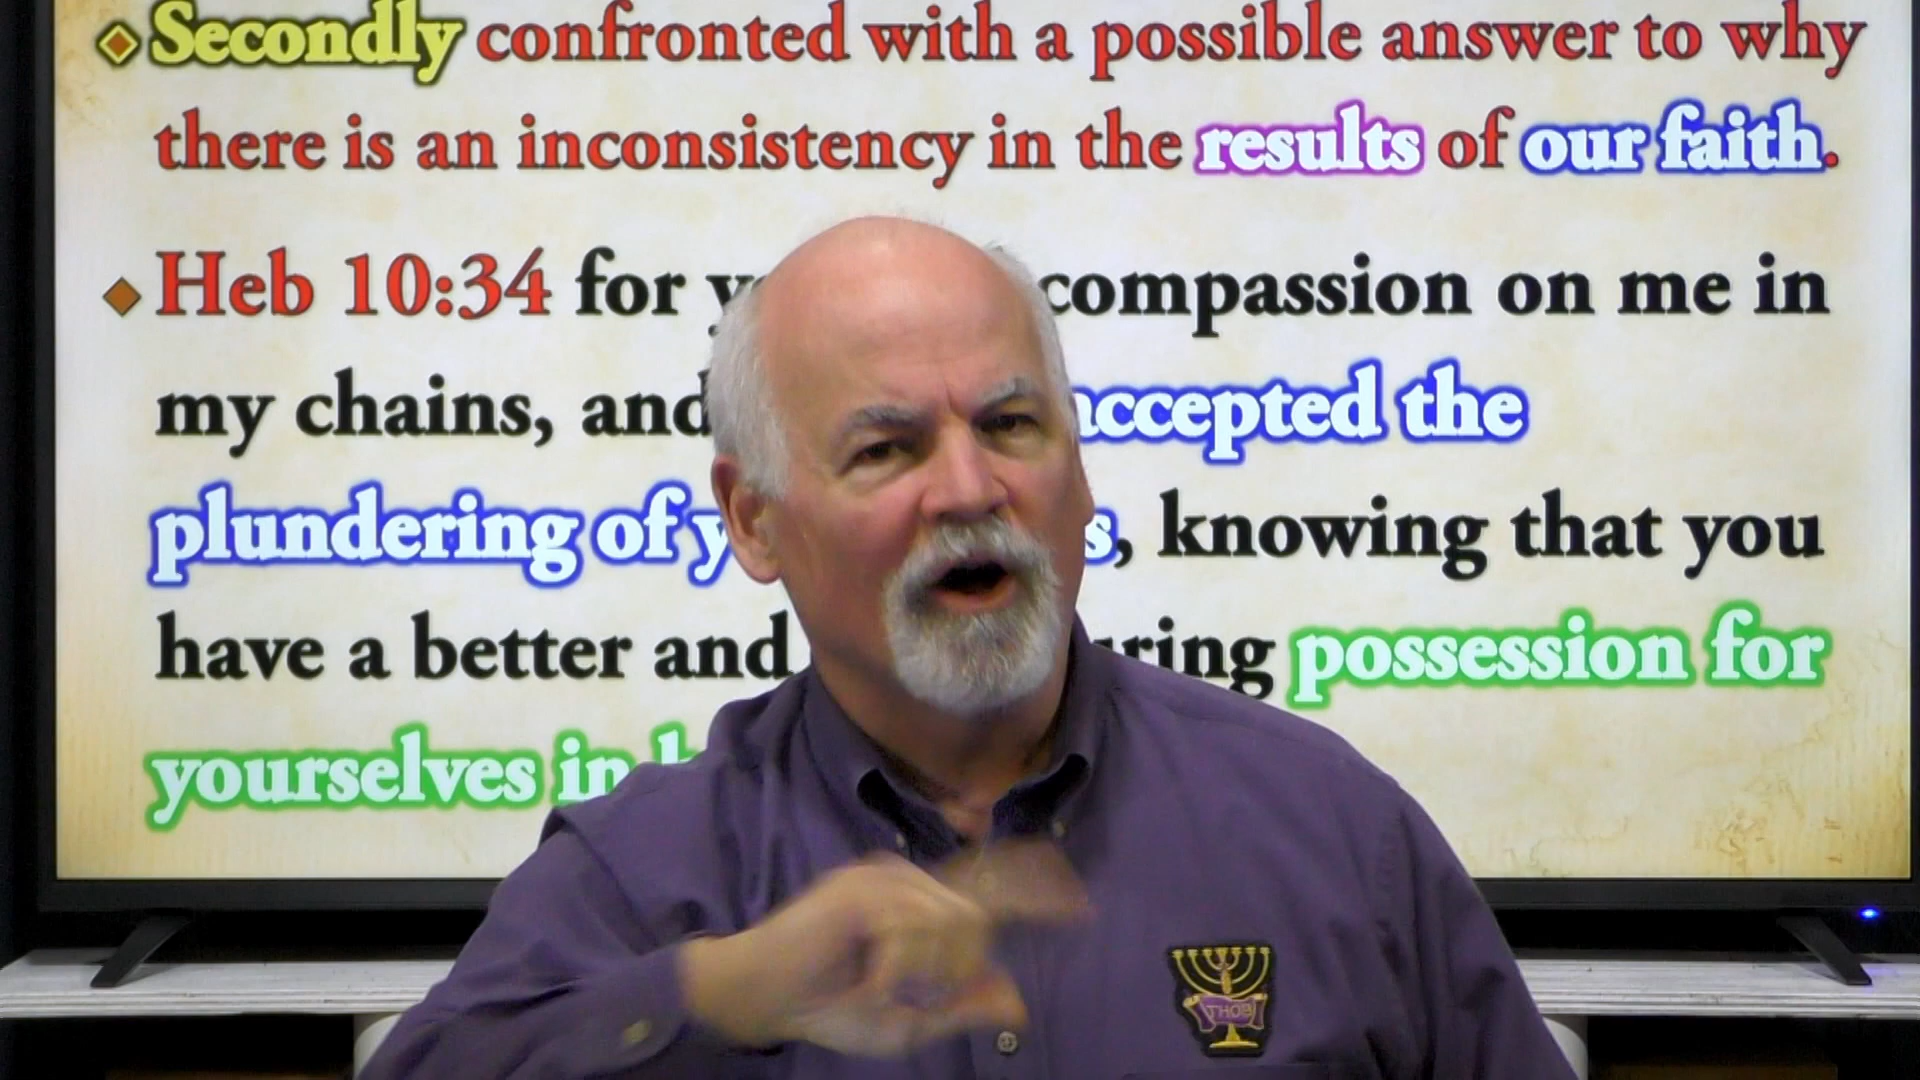 Secondly confronted with a possible answer to why
there is an inconsistency in the results of our faith.
Heb 10:34 for compassion on me in
my chains, and accepted the
plundering of s, knowing that you
have a better and uring possession for
yourselves in
THOB